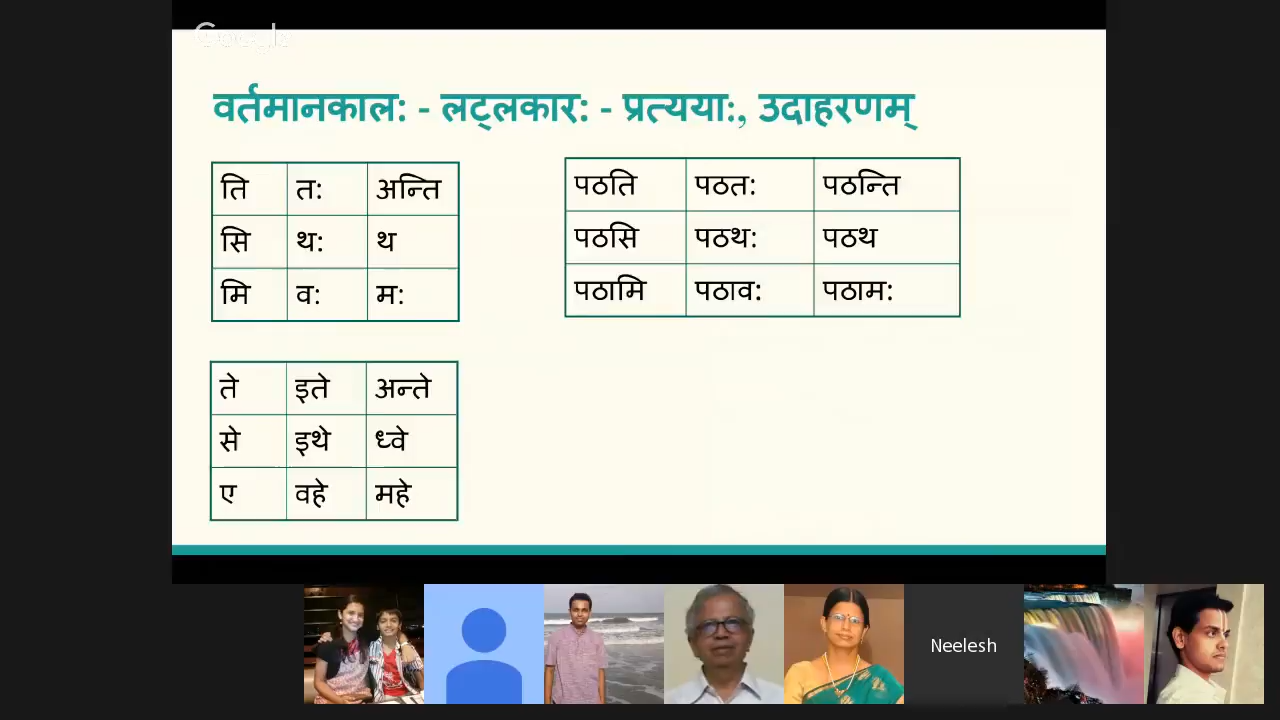 Google
वर्तमानकाल: - लट्लकार: - प्रत्यया:, उदाहरणम्
ति त: अन्ति
सि थ: थ
मि व: म:
पठति पठत: पठन्ति
पठसि पठथ: पठथ
पठामि पठाव: पठाम:
ते इते अन्ते
से इथे ध्वे
ए वहे महे
Neelesh